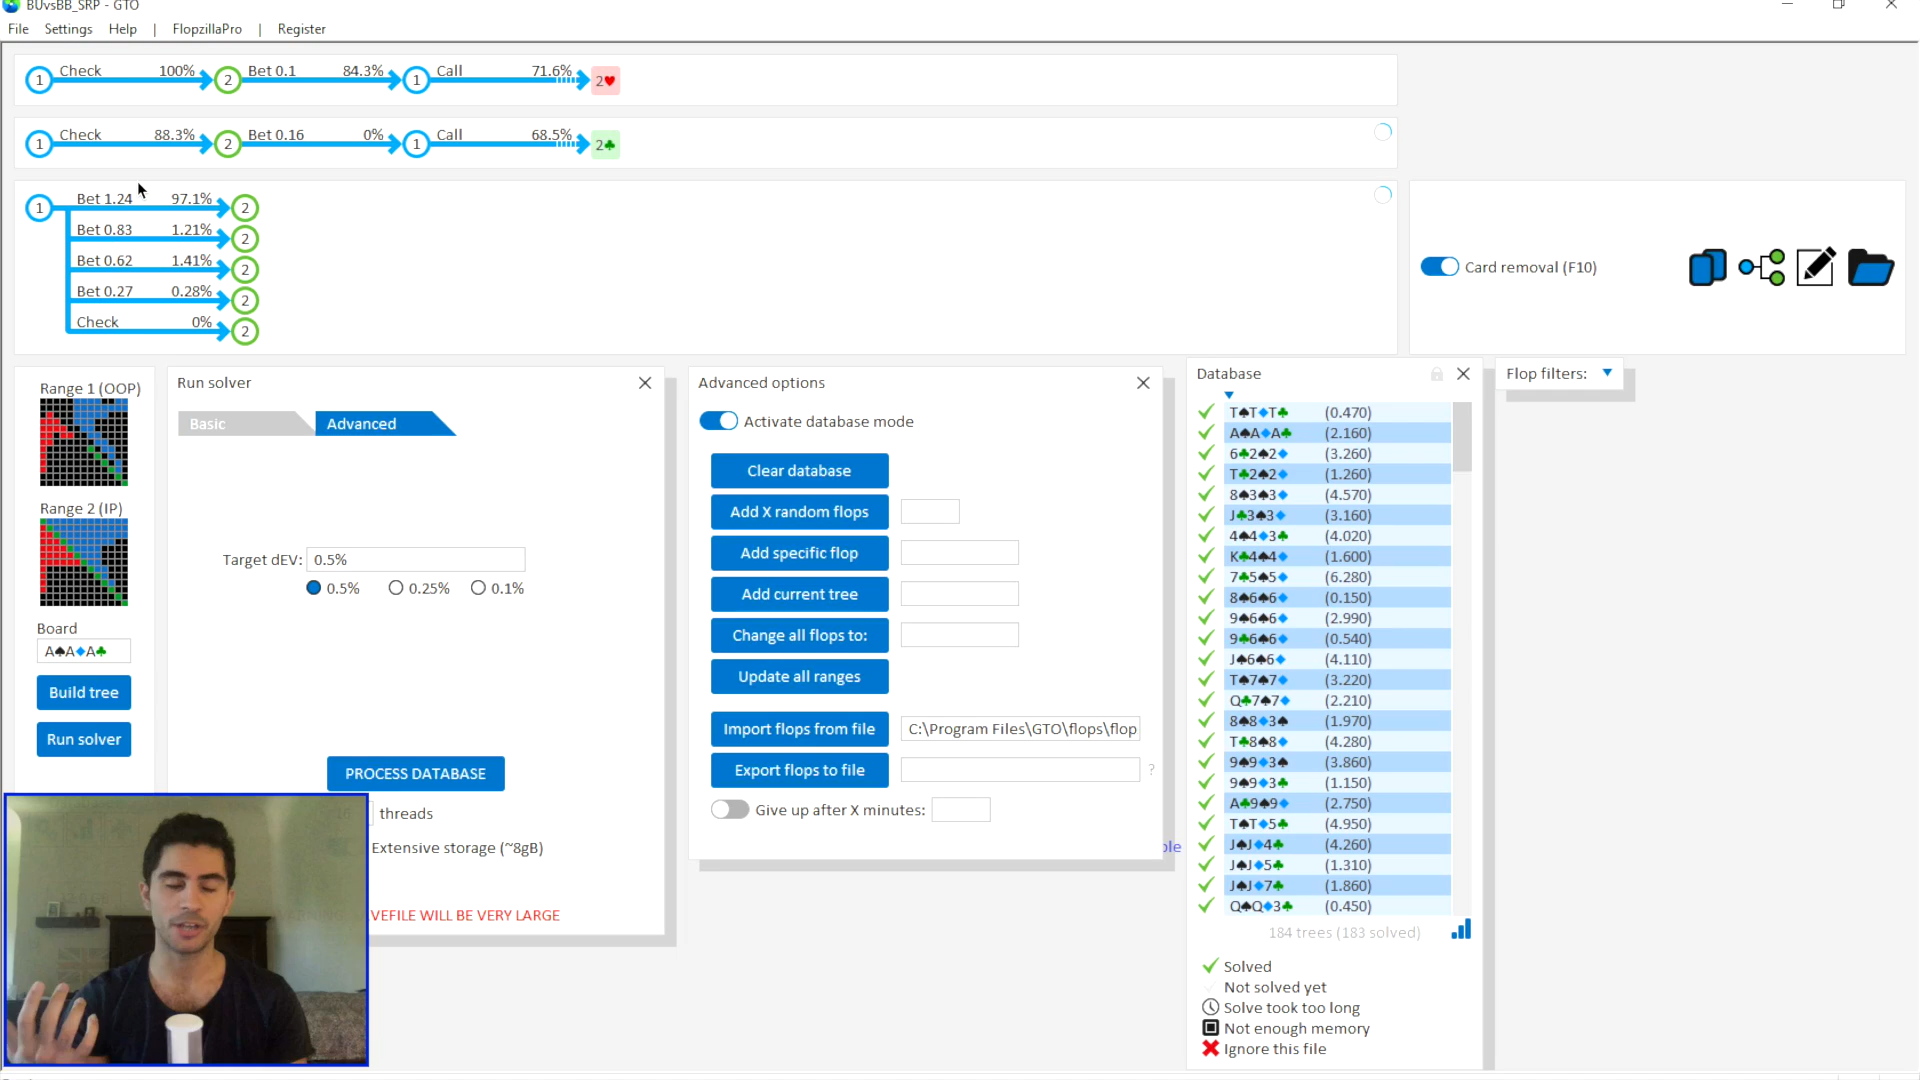 BUvsBB_SRP - GTO
File Settings Help | FlopzillaPro | Register
1 Check 100% 2 Bet 0.1 84.3% 1 Call 71.6% 2♥
1 Check 88.3% 2 Bet 0.16 0% 1 Call 68.5% 2♣
1 Bet 1.24 97.1% 2
Bet 0.83 1.21% 2
Bet 0.62 1.41% 2
Bet 0.27 0.28% 2
Check 0% 2
Card removal (F10)
Range 1 (OOP)
Range 2 (IP)
Board
A♠A♦A♣
Build tree
Run solver
Run solver
Basic Advanced
Target dEV: 0.5%
0.5% 0.25% 0.1%
PROCESS DATABASE
threads
Extensive storage (~8gB)
VEFILE WILL BE VERY LARGE
Advanced options
Activate database mode
Clear database
Add X random flops
Add specific flop
Add current tree
Change all flops to:
Update all ranges
Import flops from file C:\Program Files\GTO\flops\flop
Export flops to file ?
Give up after X minutes:
ble
Database
T♠T♦T♣ (0.470)
A♠A♦A♣ (2.160)
6♣2♠2♦ (3.260)
T♣2♠2♦ (1.260)
8♠3♠3♦ (4.570)
J♣3♠3♦ (3.160)
4♠4♦3♣ (4.020)
K♣4♠4♦ (1.600)
7♣5♠5♦ (6.280)
8♠6♠6♦ (0.150)
9♠6♠6♦ (2.990)
9♣6♠6♦ (0.540)
J♠6♠6♦ (4.110)
T♠7♠7♦ (3.220)
Q♣7♠7♦ (2.210)
8♠8♦3♠ (1.970)
T♣8♠8♦ (4.280)
9♠9♦3♠ (3.860)
9♠9♦3♣ (1.150)
A♣9♠9♦ (2.750)
T♠T♦5♣ (4.950)
J♠J♦4♣ (4.260)
J♠J♦5♣ (1.310)
J♠J♦7♣ (1.860)
Q♠Q♦3♣ (0.450)
184 trees (183 solved)
Solved
Not solved yet
Solve took too long
Not enough memory
Ignore this file
Flop filters: